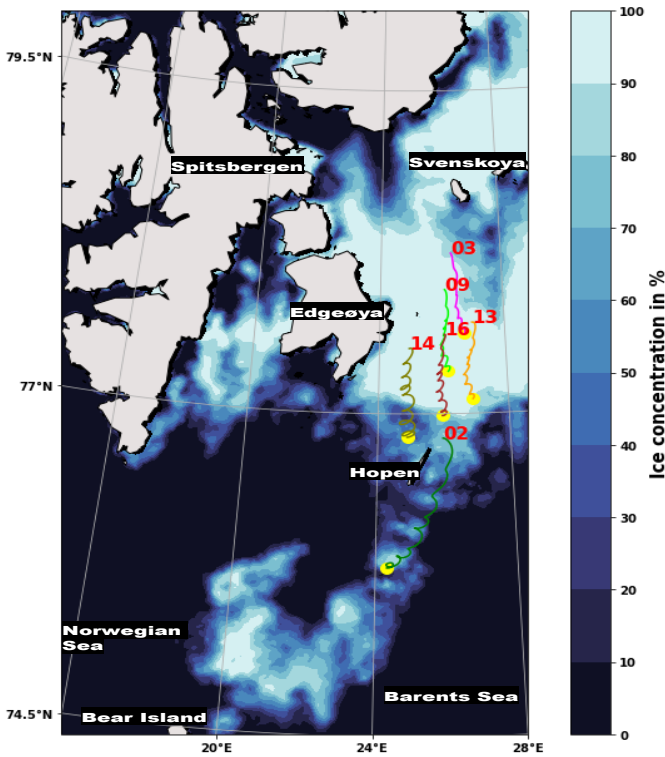 100
79.5°N
90
80
Spitsbergen
Svenskoya
70
03
09
60
Edgeøya
13
16
14
50
77°N
02
40
Hopen
30
20
Norwegian
Sea
10
Barents Sea
74.5°N
Bear Island
0
20°E
24°E
28°E
Ice concentration in %